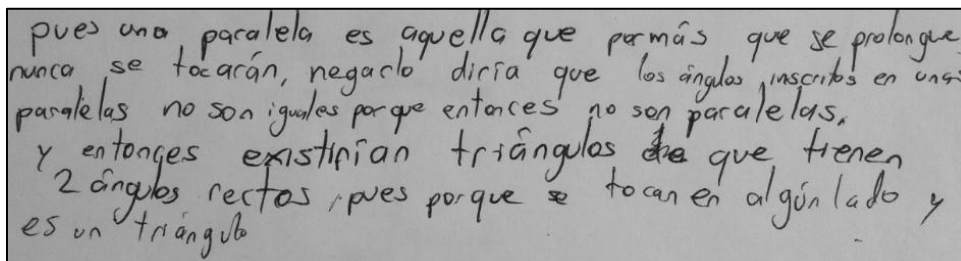 pues una paralela es aquella que por más que se prolongue
nunca se tocarán, negarlo diría que los ángulos inscritos en unas
paralelas no son iguales porque entonces no son paralelas.
y entonces existirían triángulos que tienen
2 ángulos rectos, pues porque se tocan en algún lado y
es un triángulo